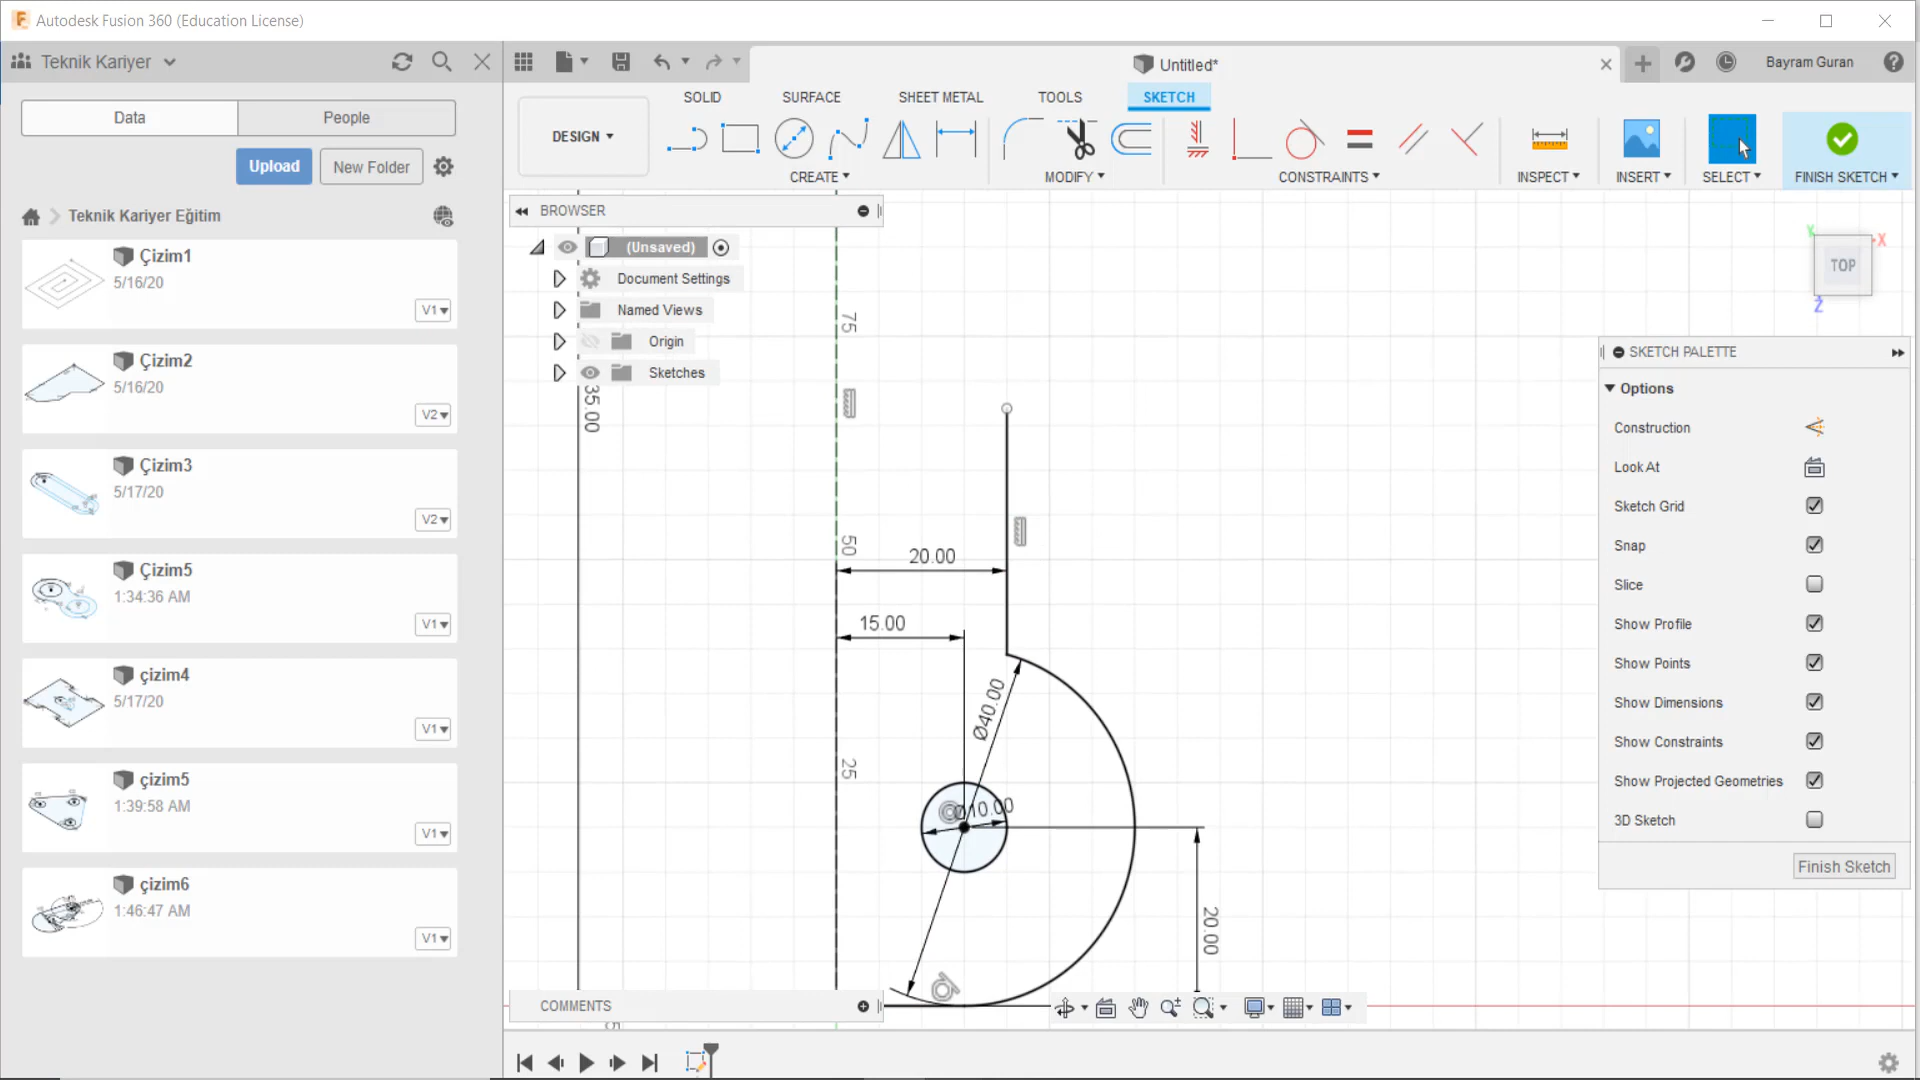 Autodesk Fusion 360 (Education License)
Teknik Kariyer
Untitled*
Bayram Guran
Data
People
Upload
New Folder
Teknik Kariyer Eğitim
Çizim1
5/16/20
V1
Çizim2
5/16/20
V2
Çizim3
5/17/20
V2
Çizim5
1:34:36 AM
V1
çizim4
5/17/20
V1
çizim5
1:39:58 AM
V1
çizim6
1:46:47 AM
V1
DESIGN
SOLID
SURFACE
SHEET METAL
TOOLS
SKETCH
CREATE
MODIFY
CONSTRAINTS
INSPECT
INSERT
SELECT
FINISH SKETCH
BROWSER
(Unsaved)
Document Settings
Named Views
Origin
Sketches
35.00
75
50
25
20.00
15.00
Ø40.00
Ø10.00
20.00
TOP
X
Z
SKETCH PALETTE
Options
Construction
Look At
Sketch Grid
Snap
Slice
Show Profile
Show Points
Show Dimensions
Show Constraints
Show Projected Geometries
3D Sketch
Finish Sketch
COMMENTS